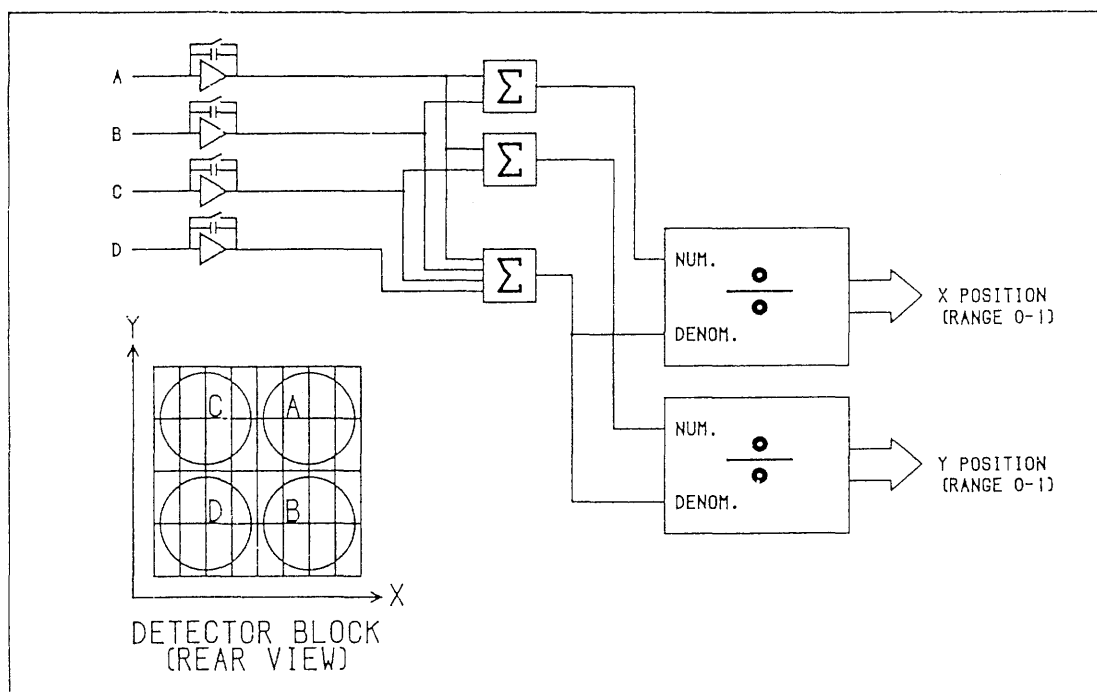 A
B
C
D
Σ
Σ
Σ
NUM.
DENOM.
X POSITION
(RANGE 0-1)
NUM.
DENOM.
Y POSITION
(RANGE 0-1)
Y
C A
D B
X
DETECTOR BLOCK
(REAR VIEW)